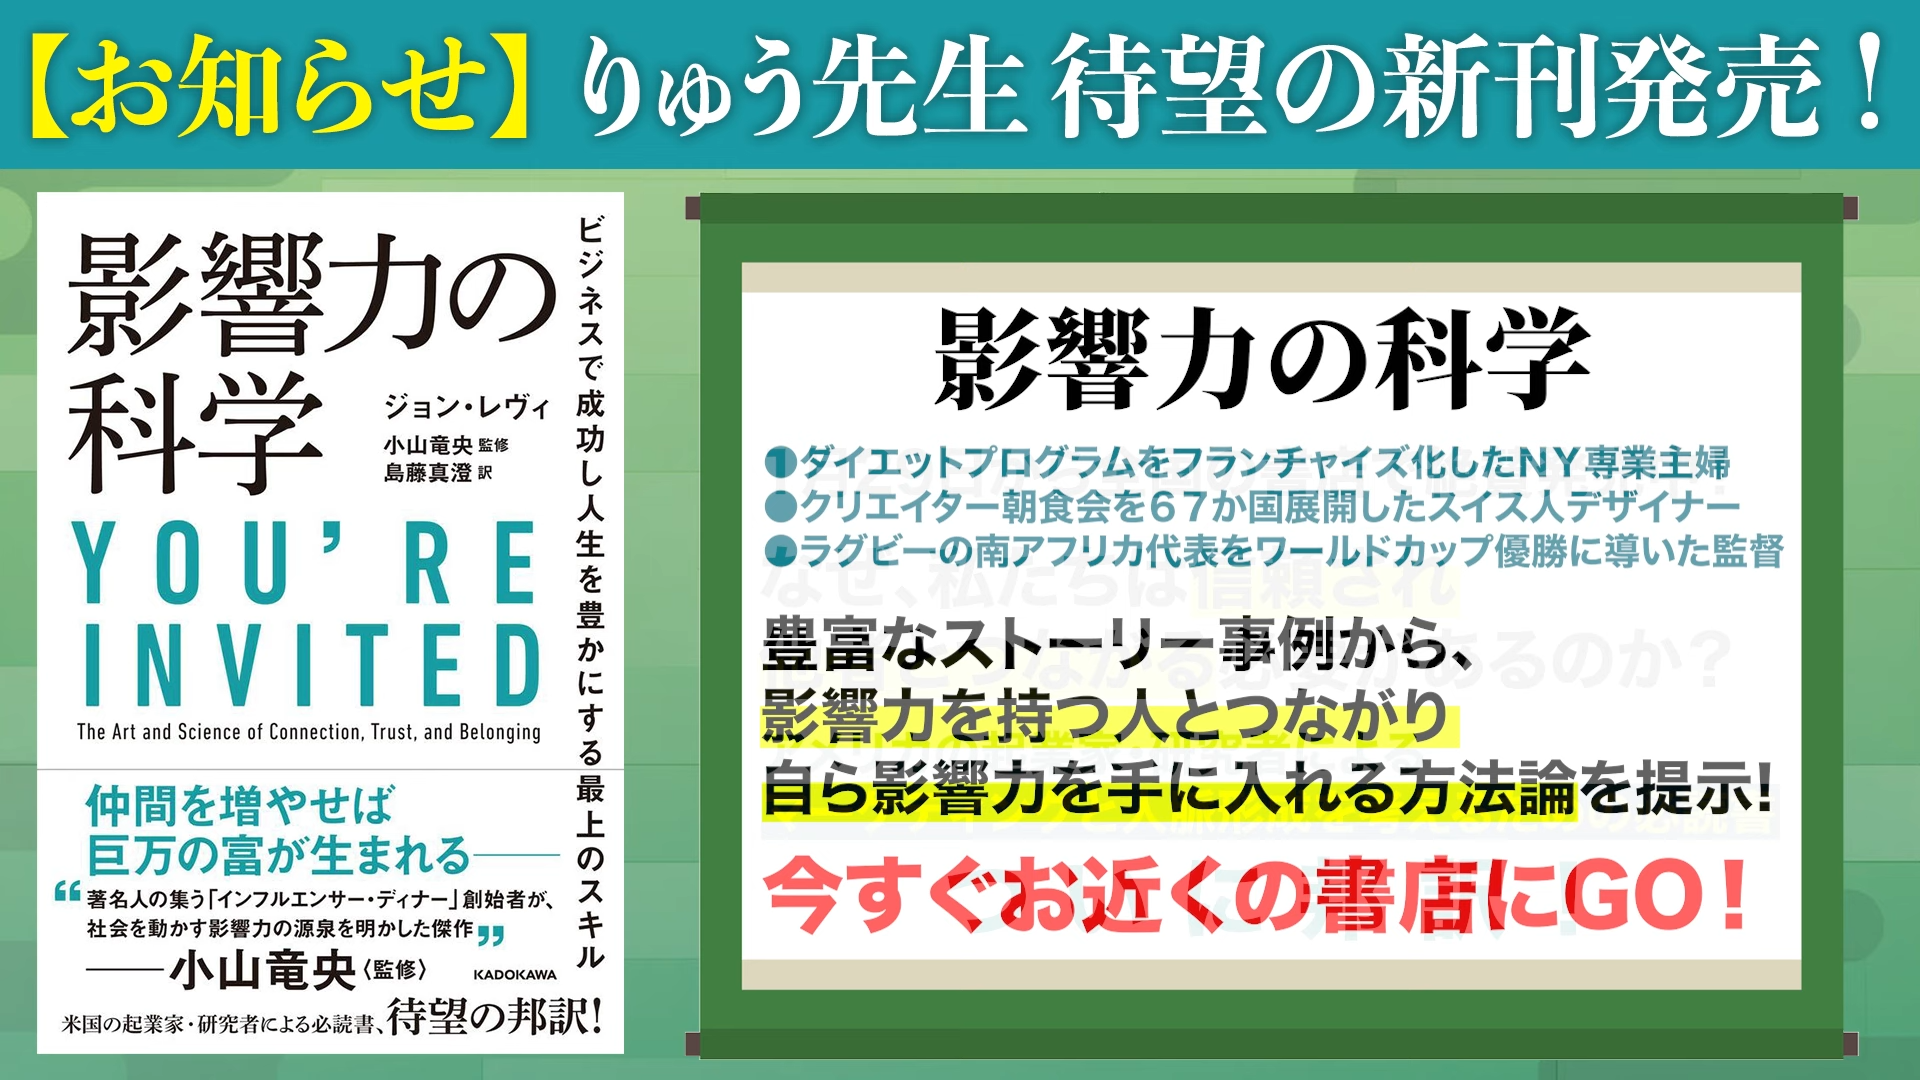 【お知らせ】りゅう先生 待望の新刊発売！
影響力の
科学
ジョン・レヴィ
小山竜央 監修
島藤真澄 訳
ビジネスで成功し人生を豊かにする最上のスキル
YOU'RE
INVITED
The Art and Science of Connection, Trust, and Belonging
仲間を増やせば
巨万の富が生まれる――
“著名人の集う「インフルエンサー・ディナー」創始者が、
社会を動かす影響力の源泉を明かした傑作”
――小山竜央〈監修〉
KADOKAWA
米国の起業家・研究者による必読書、待望の邦訳!
影響力の科学
●ダイエットプログラムをフランチャイズ化したNY専業主婦
●クリエイター朝食会を67か国展開したスイス人デザイナー
●ラグビーの南アフリカ代表をワールドカップ優勝に導いた監督
なぜ、私たちは信頼され
豊富なストーリー事例から、
影響力を持つ人とつながり
自ら影響力を手に入れる方法論を提示!
今すぐお近くの書店にGO！